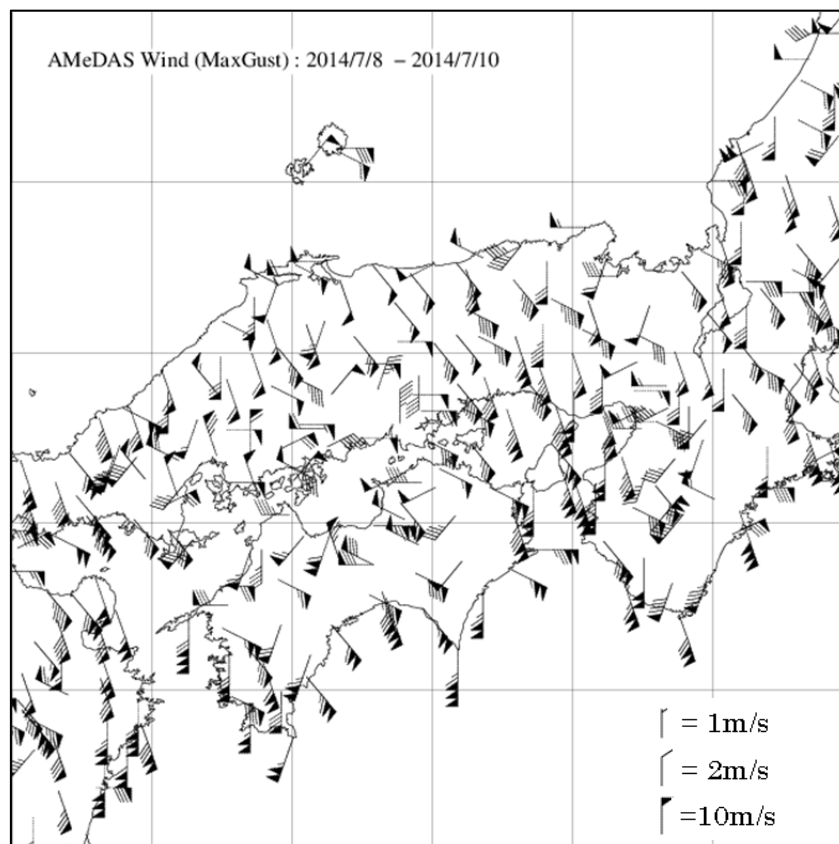 AMeDAS Wind (MaxGust) : 2014/7/8 – 2014/7/10
= 1m/s
= 2m/s
=10m/s